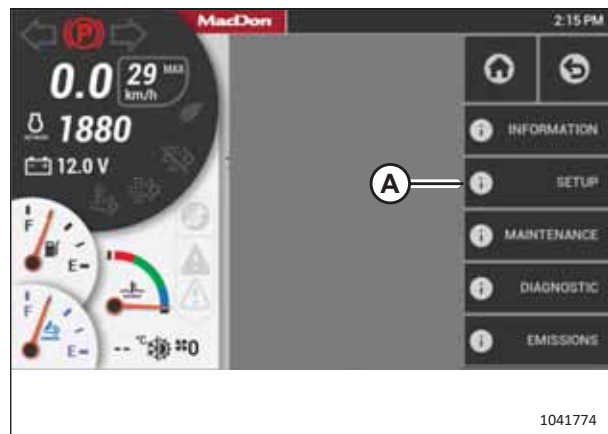 MacDon
2:15 PM
P
0.0
29 MAX
km/h
1880
12.0 V
INFORMATION
A
SETUP
MAINTENANCE
DIAGNOSTIC
EMISSIONS
F
E
F
E
-- °C
0
1041774